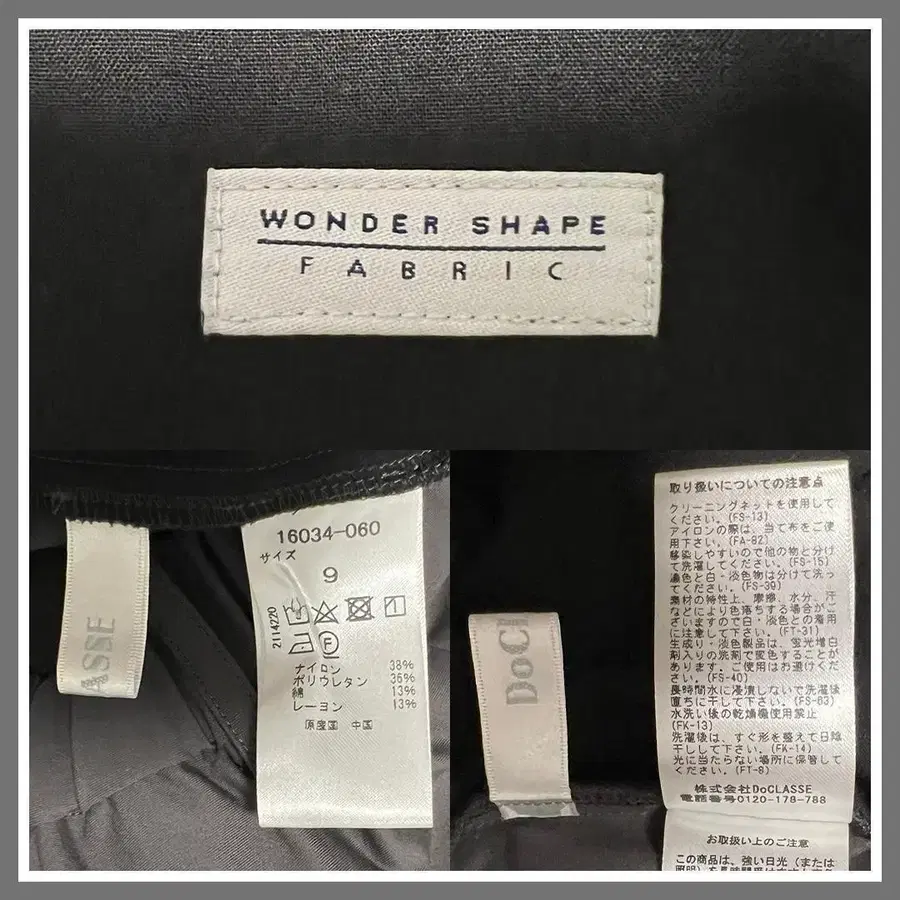 WONDER SHAPE
FABRIC
ASSE
16034-060
サイズ
9
2114220
ナイロン 38%
ポリウレタン 36%
綿 13%
レーヨン 13%
原産国 中国
DoC
取り扱いについての注意点
クリーニングネットを使用して
ください。(FS-13)
アイロンの際は、当て布をご使
用下さい。(FA-82)
移染しやすいので他の物と分け
て洗濯してください。(FS-15)
濃色と白・淡色物は分けて洗っ
てください。(FS-39)
素材の特性上、摩擦、水分、汗
などにより色落ちする場合がご
ざいますので白・淡色との着用
に注意して下さい。(FT-31)
生成り・淡色製品は、蛍光増白
剤入りの洗剤で変色することが
あります。ご使用はお避けくださ
い。(FS-40)
長時間水に浸漬しないで洗濯後
直ちに干して下さい。(FS-63)
水洗い後の乾燥機使用禁止
(FK-13)
洗濯後は、すぐ形を整えて日陰
干しして下さい。(FK-14)
光に当たらない場所に保管して
ください。(FT-8)
株式会社DoCLASSE
電話番号0120-178-788
お取扱い上のご注意
この商品は、強い日光(または